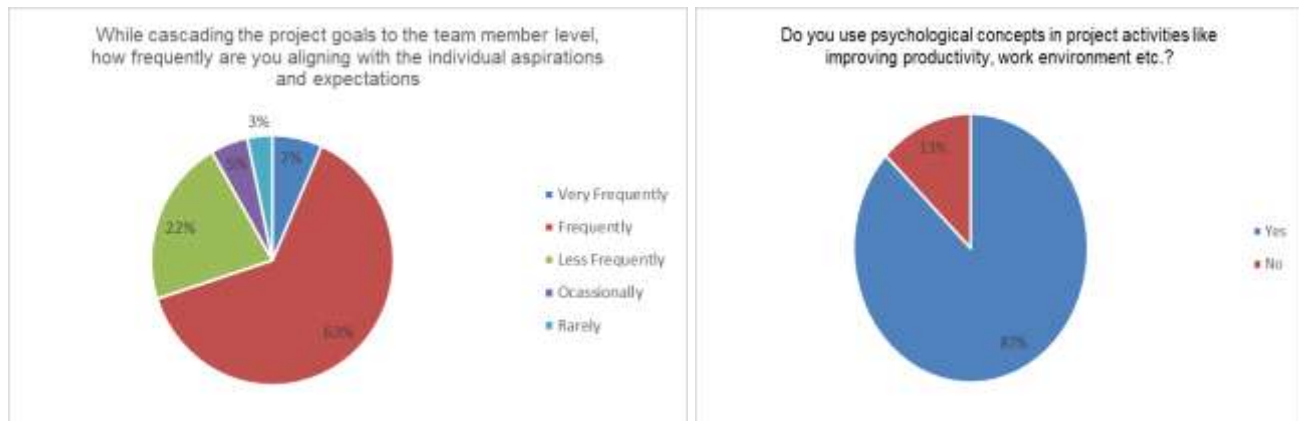 While cascading the project goals to the team member level,
how frequently are you aligning with the individual aspirations
and expectations
3%
7%
5%
22%
63%
Very Frequently
Frequently
Less Frequently
Ocassionally
Rarely
Do you use psychological concepts in project activities like
improving productivity, work environment etc.?
13%
87%
Yes
No